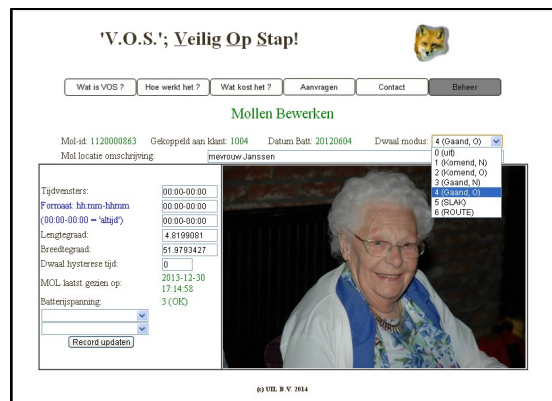 'V.O.S.'; Veilig Op Stap!
Wat is VOS ? Hoe werkt het ? Wat kost het ? Aanvragen Contact Beheer
Mollen Bewerken
Mol-id: 1120000863 Gekoppeld aan klant: 1004 Datum Batt: 20120604 Dwaal modus: 4 (Gaand, O)
Mol locatie omschrijving: mevrouw Janssen
0 (uit)
1 (Komend, N)
2 (Komend, O)
3 (Gaand, N)
4 (Gaand, O)
5 (SLAK)
6 (ROUTE)
Tijdvensters: 00:00-00:00
Formaat: hh:mm-hhmm 00:00-00:00
(00:00-00:00 = 'altijd') 00:00-00:00
Lengtegraad: 4.8199081
Breedtegraad: 51.9793427
Dwaal hysterese tijd: 0
MOL laatst gezien op: 2013-12-30
17:14:58
Batterijspanning: 3 (OK)
Record updaten
(c) UIL B.V. 2014